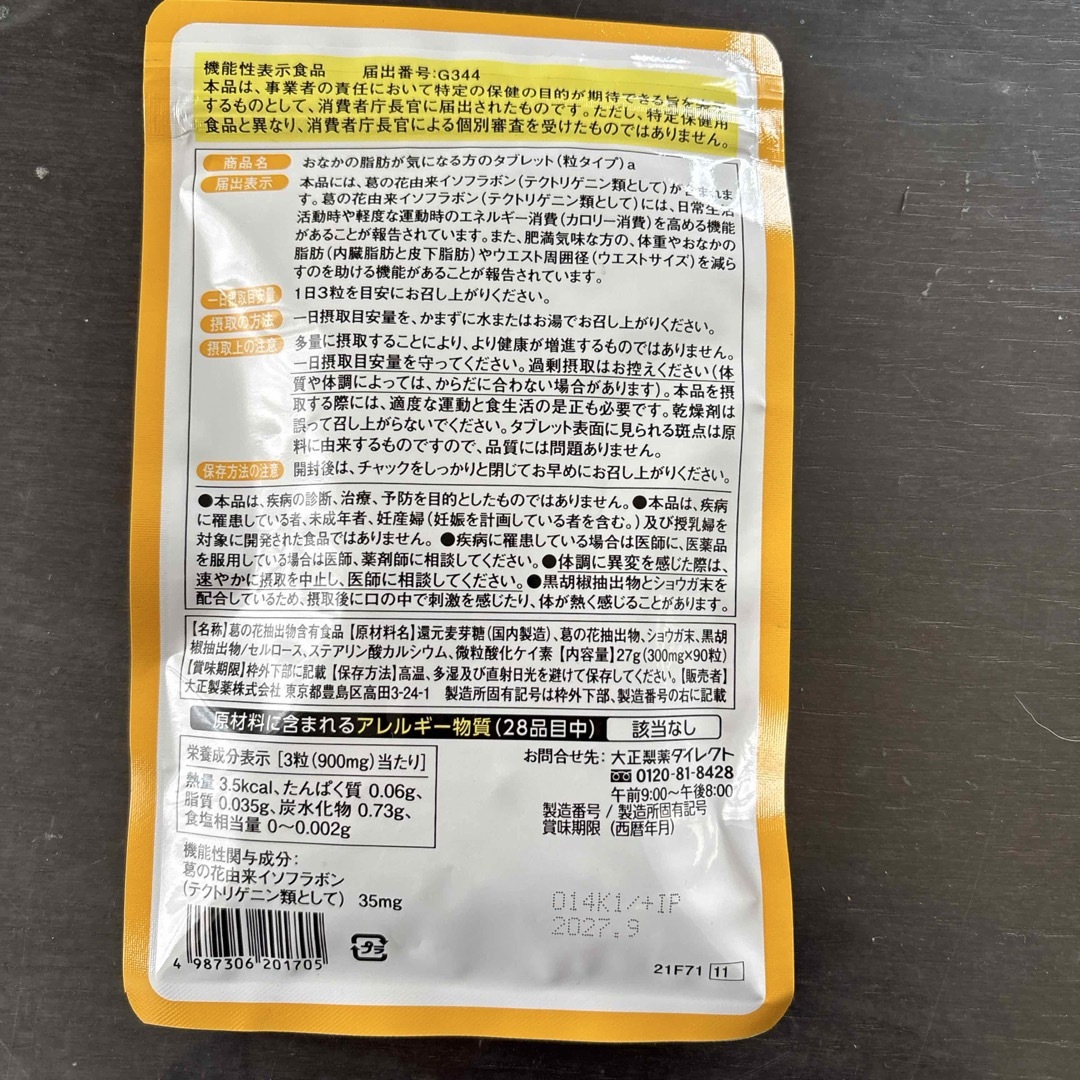 機能性表示食品 届出番号:G344
本品は、事業者の責任において特定の保健の目的が期待できる旨を表示
するものとして、消費者庁長官に届出されたものです。ただし、特定保健用
食品と異なり、消費者庁長官による個別審査を受けたものではありません。
商品名 おなかの脂肪が気になる方のタブレット(粒タイプ)a
届出表示 本品には、葛の花由来イソフラボン(テクトリゲニン類として)が含まれま
す。葛の花由来イソフラボン(テクトリゲニン類として)には、日常生活
活動時や軽度な運動時のエネルギー消費(カロリー消費)を高める機能
があることが報告されています。また、肥満気味な方の、体重やおなかの
脂肪(内臓脂肪と皮下脂肪)やウエスト周囲径(ウエストサイズ)を減ら
すのを助ける機能があることが報告されています。
一日摂取目安量 1日3粒を目安にお召し上がりください。
摂取の方法 一日摂取目安量を、かまずに水またはお湯でお召し上がりください。
摂取上の注意 多量に摂取することにより、より健康が増進するものではありません。
一日摂取目安量を守ってください。過剰摂取はお控えください(体
質や体調によっては、からだに合わない場合があります)。本品を摂
取する際には、適度な運動と食生活の是正も必要です。乾燥剤は
誤って召し上がらないでください。タブレット表面に見られる斑点は原
料に由来するものですので、品質には問題ありません。
保存方法の注意 開封後は、チャックをしっかりと閉じてお早めにお召し上がりください。
●本品は、疾病の診断、治療、予防を目的としたものではありません。●本品は、疾病
に罹患している者、未成年者、妊産婦(妊娠を計画している者を含む。)及び授乳婦を
対象に開発された食品ではありません。●疾病に罹患している場合は医師に、医薬品
を服用している場合は医師、薬剤師に相談してください。●体調に異変を感じた際は、
速やかに摂取を中止し、医師に相談してください。●黒胡椒抽出物とショウガ末を
配合しているため、摂取後に口の中で刺激を感じたり、体が熱く感じることがあります。
【名称】葛の花抽出物含有食品【原材料名】還元麦芽糖(国内製造)、葛の花抽出物、ショウガ末、黒胡
椒抽出物/セルロース、ステアリン酸カルシウム、微粒酸化ケイ素【内容量】27g(300mg×90粒)
【賞味期限】枠外下部に記載【保存方法】高温、多湿及び直射日光を避けて保存してください。【販売者】
大正製薬株式会社 東京都豊島区高田3-24-1 製造所固有記号は枠外下部、製造番号の右に記載
原材料に含まれるアレルギー物質(28品目中) 該当なし
栄養成分表示[3粒(900mg)当たり]
熱量 3.5kcal、たんぱく質 0.06g、
脂質 0.035g、炭水化物 0.73g、
食塩相当量 0〜0.002g
機能性関与成分:
葛の花由来イソフラボン
(テクトリゲニン類として) 35mg
お問合せ先:大正製薬ダイレクト
0120-81-8428
午前9:00〜午後8:00
製造番号/製造所固有記号
賞味期限(西暦年月)
014K1/+IP
2027.9
4 987306 201705
プラ
21F71 11